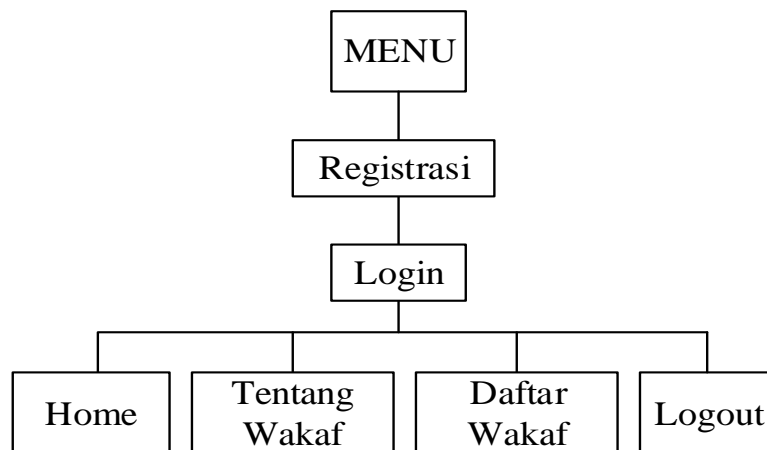 MENU
Registrasi
Login
Home
Tentang
Wakaf
Daftar
Wakaf
Logout